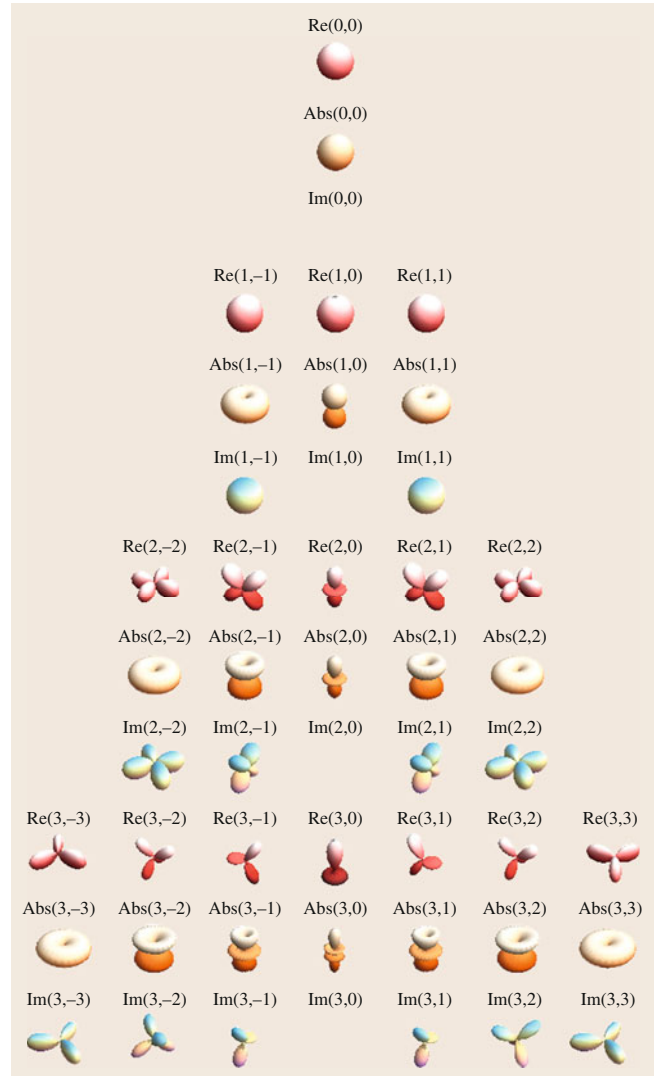 Re(0,0)
Abs(0,0)
Im(0,0)
Re(1,–1) Re(1,0) Re(1,1)
Abs(1,–1) Abs(1,0) Abs(1,1)
Im(1,–1) Im(1,0) Im(1,1)
Re(2,–2) Re(2,–1) Re(2,0) Re(2,1) Re(2,2)
Abs(2,–2) Abs(2,–1) Abs(2,0) Abs(2,1) Abs(2,2)
Im(2,–2) Im(2,–1) Im(2,0) Im(2,1) Im(2,2)
Re(3,–3) Re(3,–2) Re(3,–1) Re(3,0) Re(3,1) Re(3,2) Re(3,3)
Abs(3,–3) Abs(3,–2) Abs(3,–1) Abs(3,0) Abs(3,1) Abs(3,2) Abs(3,3)
Im(3,–3) Im(3,–2) Im(3,–1) Im(3,0) Im(3,1) Im(3,2) Im(3,3)